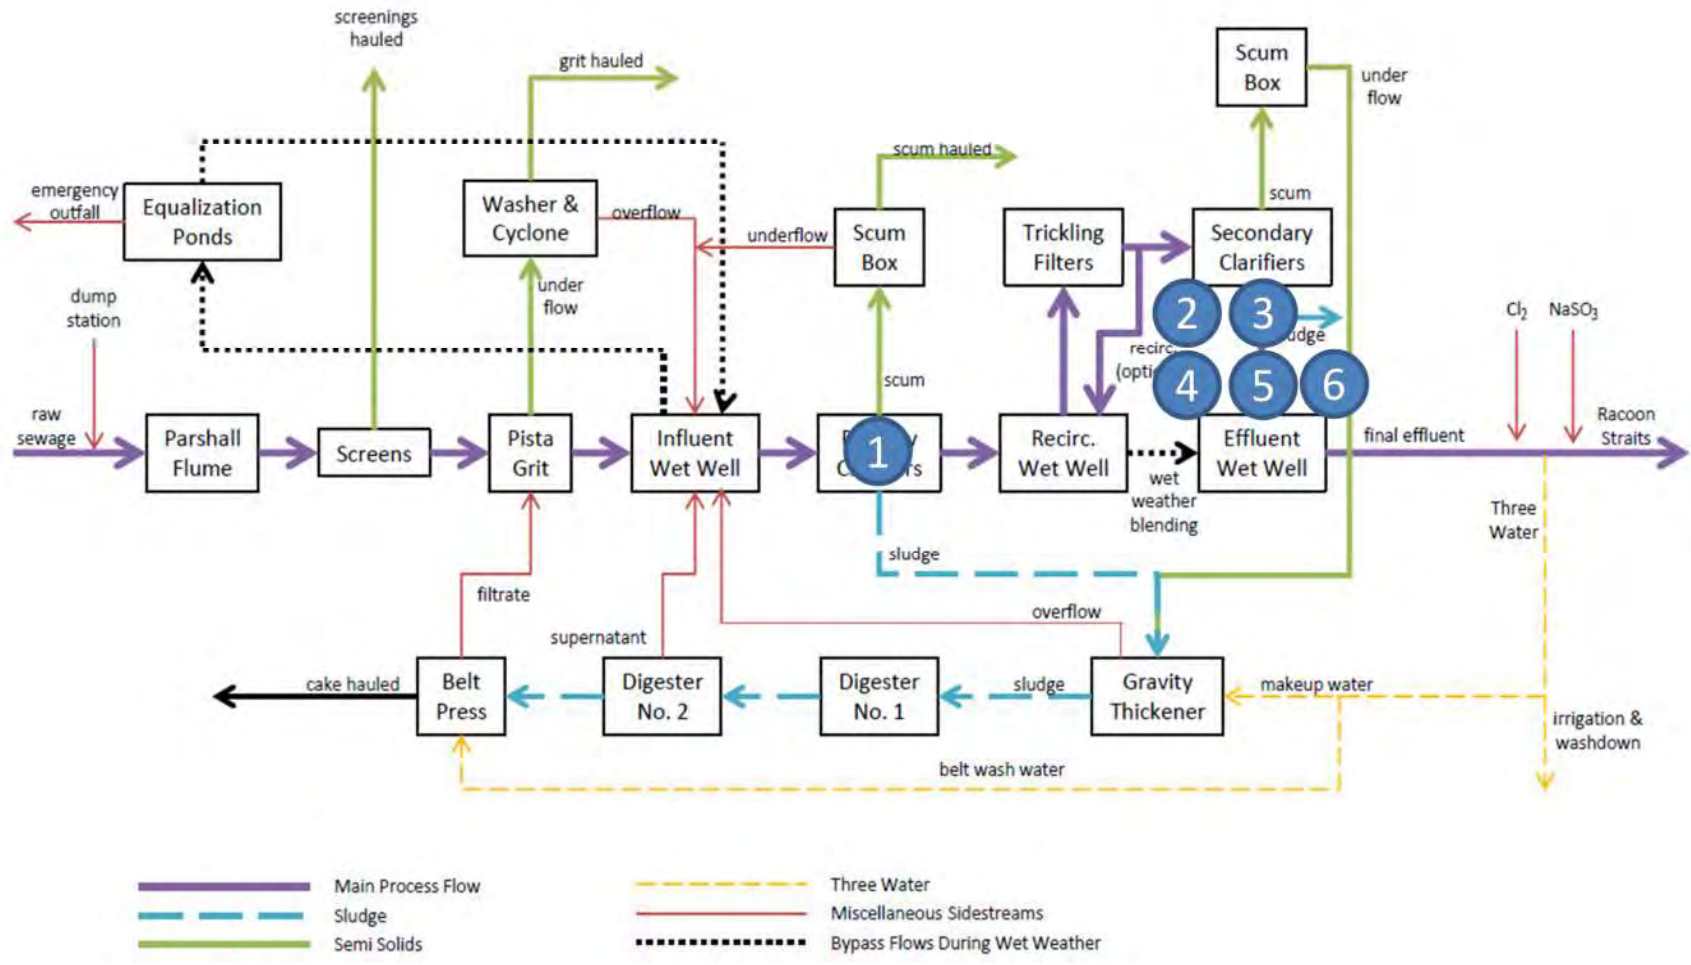 screenings
hauled
grit hauled
Scum
Box
under
flow
scum hauled
emergency
outfall
Equalization
Ponds
Washer &
Cyclone
overflow
underflow
Scum
Box
Trickling
Filters
scum
Secondary
Clarifiers
under
flow
dump
station
2
3
Cl2
NaSO3
recirc.
4
5
6
scum
raw
sewage
Parshall
Flume
Screens
Pista
Grit
Influent
Wet Well
1
Recirc.
Wet Well
Effluent
Wet Well
final effluent
Racoon
Straits
wet
weather
blending
Three
Water
sludge
filtrate
supernatant
overflow
cake hauled
Belt
Press
Digester
No. 2
Digester
No. 1
sludge
Gravity
Thickener
makeup water
irrigation &
washdown
belt wash water
Main Process Flow
Sludge
Semi Solids
Three Water
Miscellaneous Sidestreams
Bypass Flows During Wet Weather